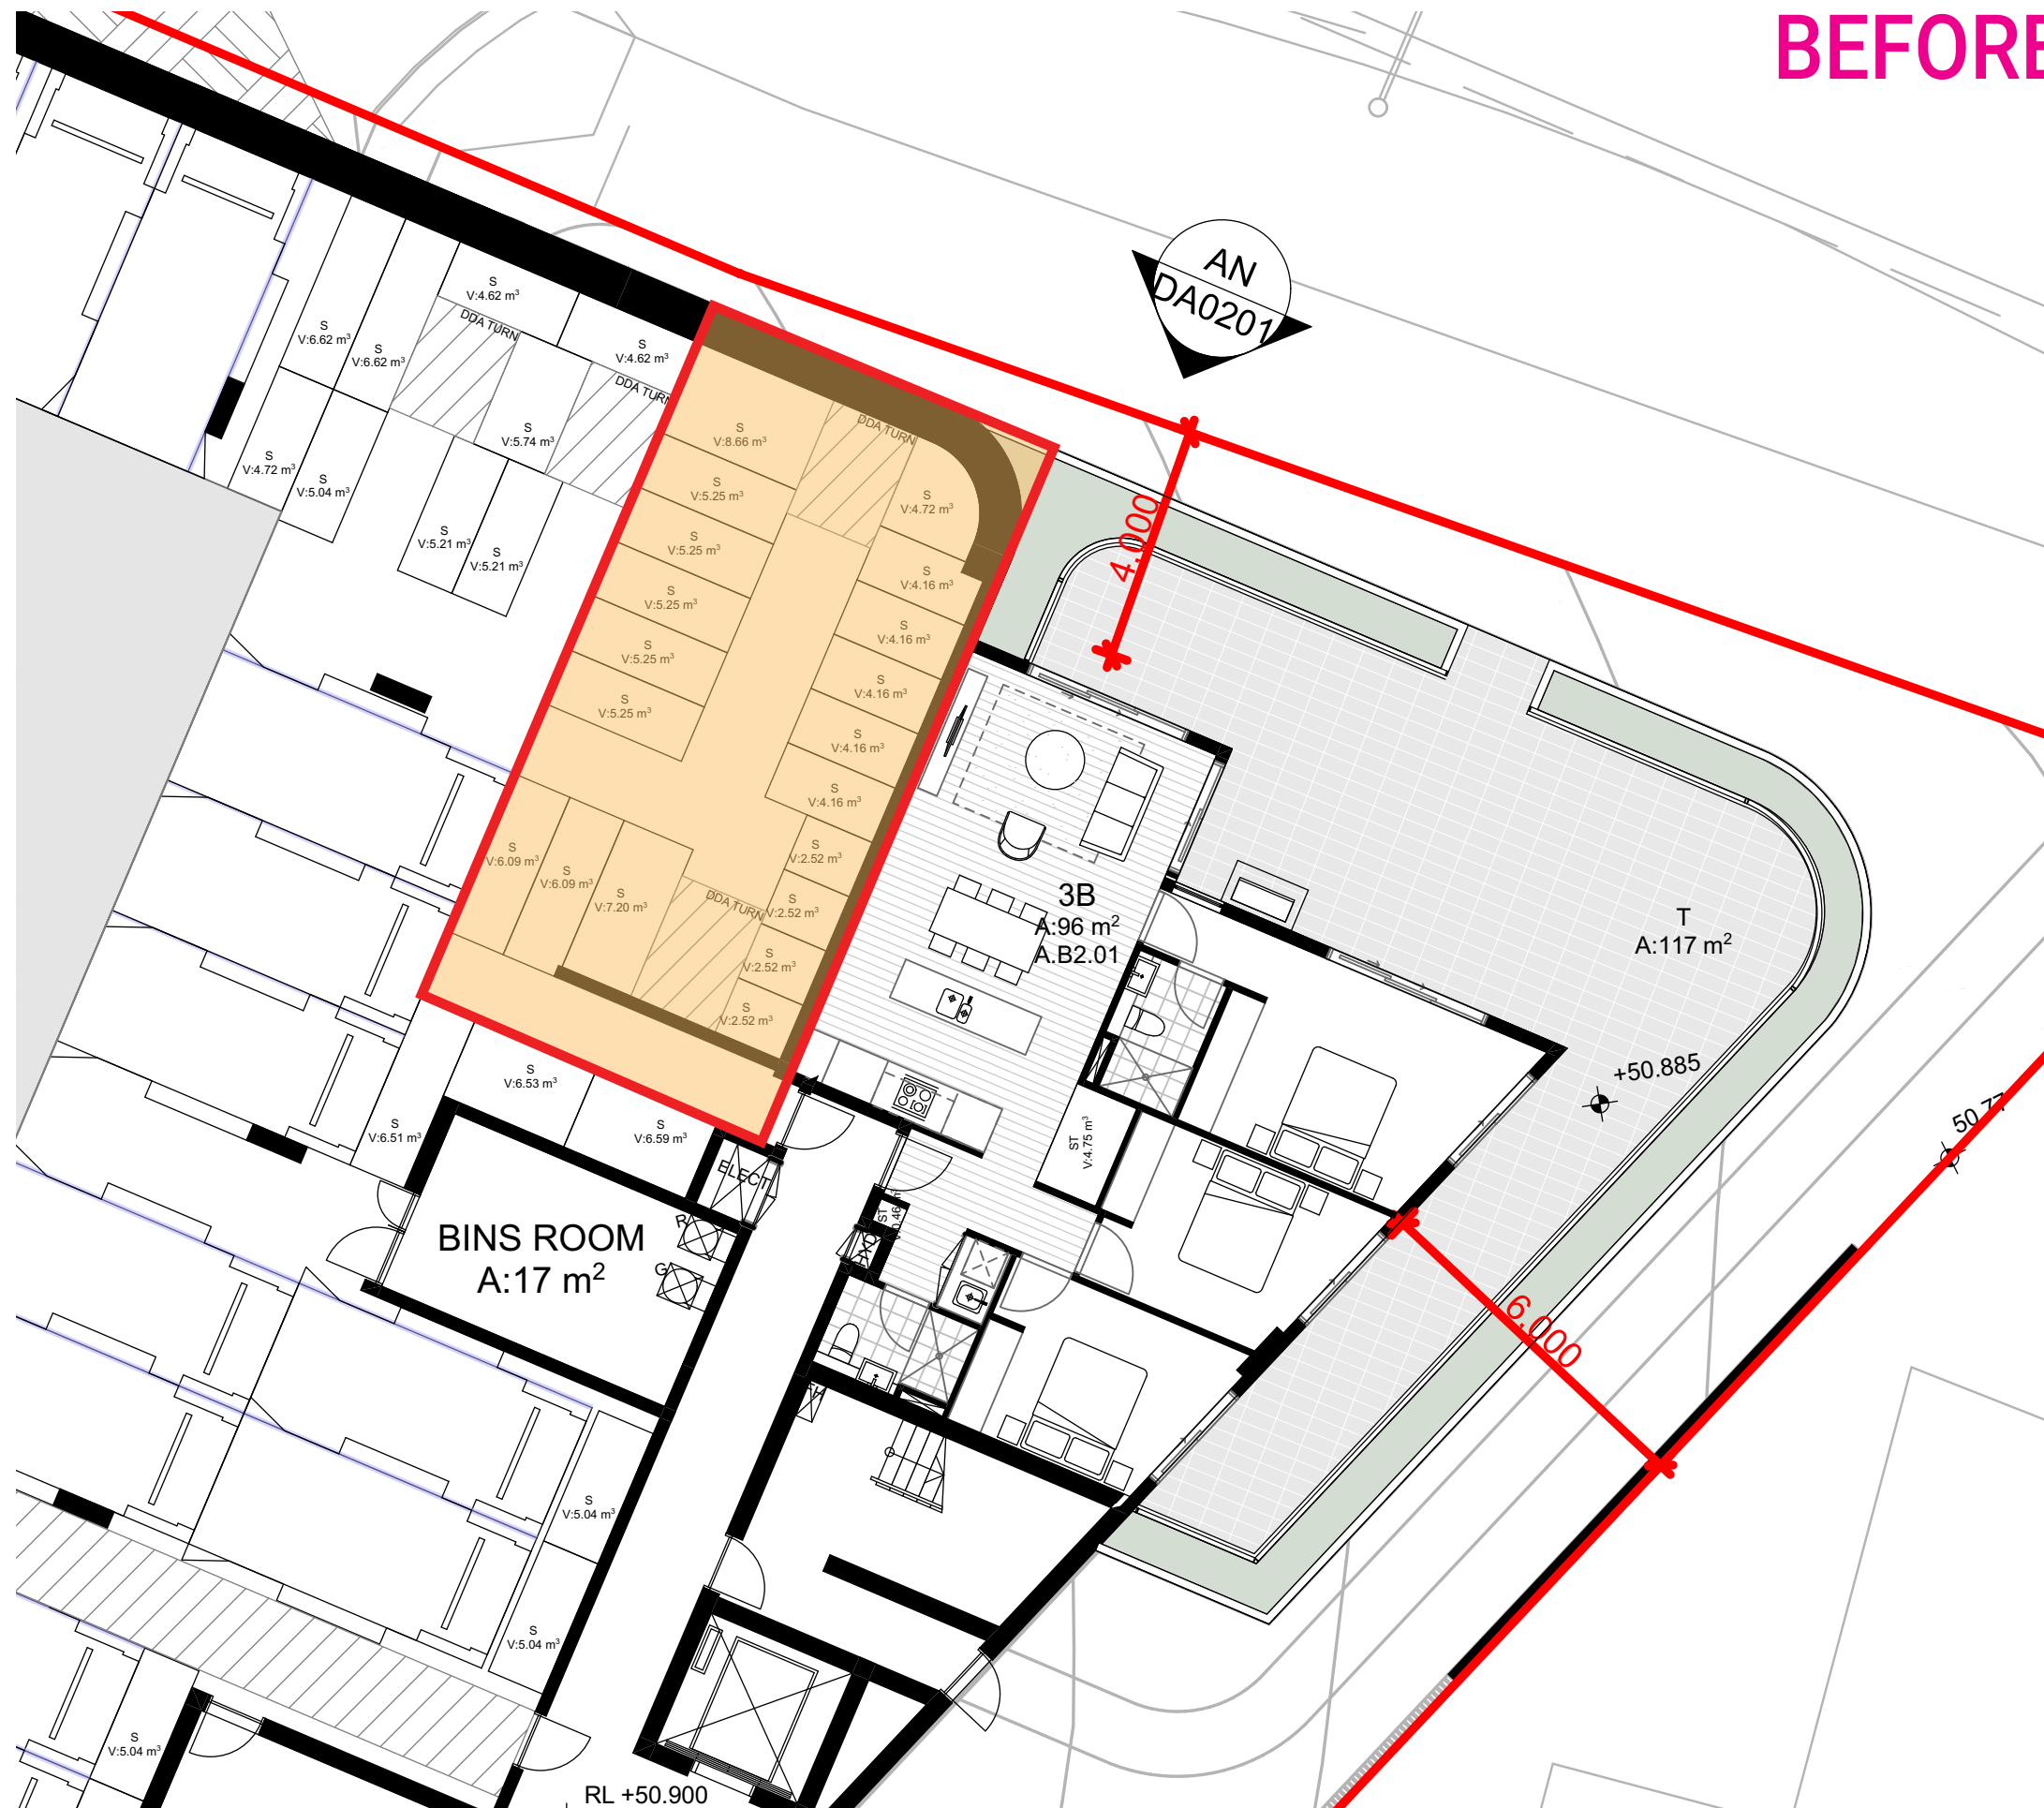 BEFORE
AN
DA0201
S
V:4.62 m³
DDA TURN
S
V:6.62 m³
S
V:6.62 m³
S
V:4.62 m³
DDA TURN
S
V:5.74 m³
S
V:4.72 m³
S
V:5.04 m³
S
V:5.21 m³
S
V:5.21 m³
S
V:8.66 m³
DDA TURN
S
V:5.25 m³
S
V:4.72 m³
S
V:5.25 m³
S
V:4.16 m³
S
V:5.25 m³
S
V:4.16 m³
S
V:5.25 m³
S
V:4.16 m³
S
V:5.25 m³
S
V:4.16 m³
S
V:4.16 m³
S
V:6.09 m³
S
V:6.09 m³
S
V:7.20 m³
DDA TURN
S
V:2.52 m³
S
V:2.52 m³
S
V:2.52 m³
S
V:2.52 m³
4.000
3B
A:96 m²
A.B2.01
T
A:117 m²
+50.885
50.77
ST
V:4.75 m³
S
V:6.53 m³
S
V:6.59 m³
S
V:6.51 m³
ELECT
BINS ROOM
A:17 m²
R
G
ST
6.000
S
V:5.04 m³
S
V:5.04 m³
S
V:5.04 m³
RL +50.900